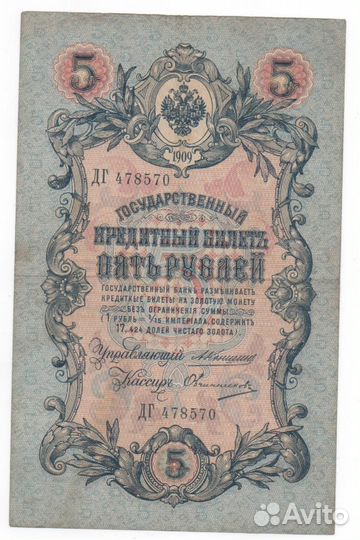 5 5
1909
ДГ 478570
ГОСУДАРСТВЕННЫЙ
КРЕДИТНЫЙ БИЛЕТЪ
ПЯТЬ РУБЛЕЙ
ГОСУДАРСТВЕННЫЙ БАНКЪ РАЗМѢНИВАЕТЪ
КРЕДИТНЫЕ БИЛЕТЫ НА ЗОЛОТУЮ МОНЕТУ
БЕЗЪ ОГРАНИЧЕНІЯ СУММЫ
(1 РУБЛЬ = 1/15 ИМПЕРІАЛА, СОДЕРЖИТЪ
17,424 ДОЛЕЙ ЧИСТАГО ЗОЛОТА).
Управляющій
Кассиръ Овчинниковъ
ДГ 478570
5
Avito